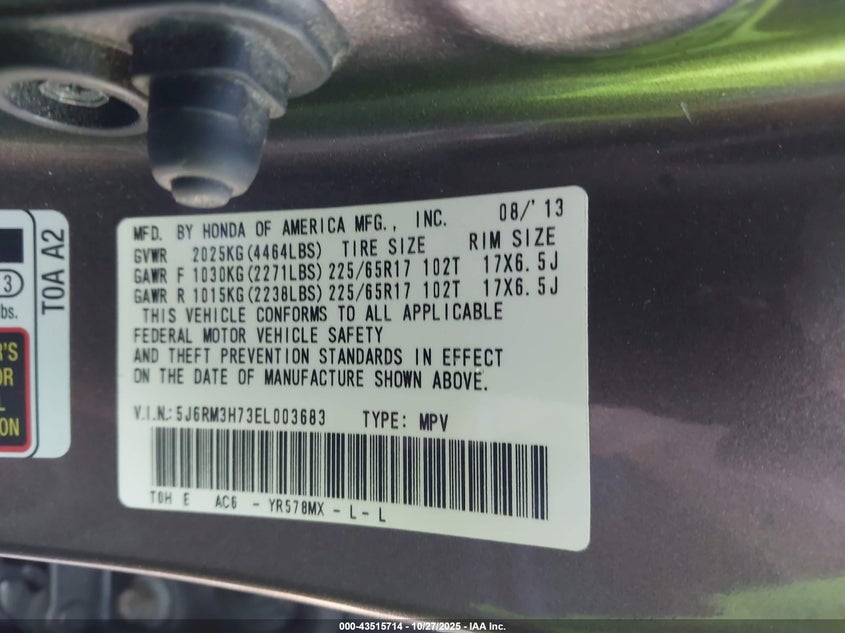 MFD. BY HONDA OF AMERICA MFG., INC. 08/'13
GVWR 2025KG(4464LBS) TIRE SIZE RIM SIZE
GAWR F 1030KG(2271LBS) 225/65R17 102T 17X6.5J
GAWR R 1015KG(2238LBS) 225/65R17 102T 17X6.5J
THIS VEHICLE CONFORMS TO ALL APPLICABLE
FEDERAL MOTOR VEHICLE SAFETY
AND THEFT PREVENTION STANDARDS IN EFFECT
ON THE DATE OF MANUFACTURE SHOWN ABOVE.
V.I.N.: 5J6RM3H73EL003683 TYPE: MPV
T0H E AC6 - YR578MX - L - L
T0A A2
3
lbs.
000-43515714 - 10/27/2025 - IAA Inc.